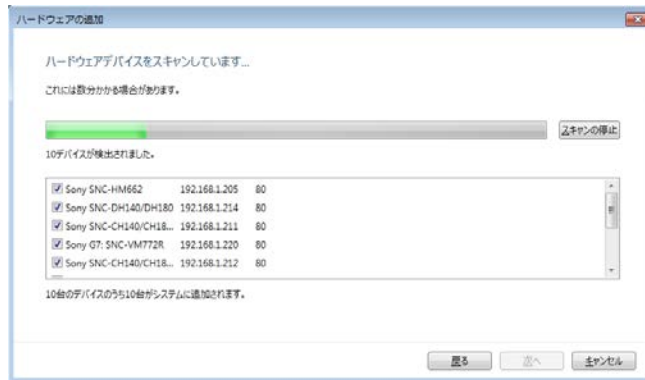 ハードウェアの追加
ハードウェアデバイスをスキャンしています...
これには数分かかる場合があります。
スキャンの停止
10デバイスが検出されました。
Sony SNC-HM662 192.168.1.205 80
Sony SNC-DH140/DH180 192.168.1.214 80
Sony SNC-CH140/CH18... 192.168.1.211 80
Sony G7: SNC-VM772R 192.168.1.220 80
Sony SNC-CH140/CH18... 192.168.1.212 80
10台のデバイスのうち10台がシステムに追加されます。
戻る 次へ キャンセル